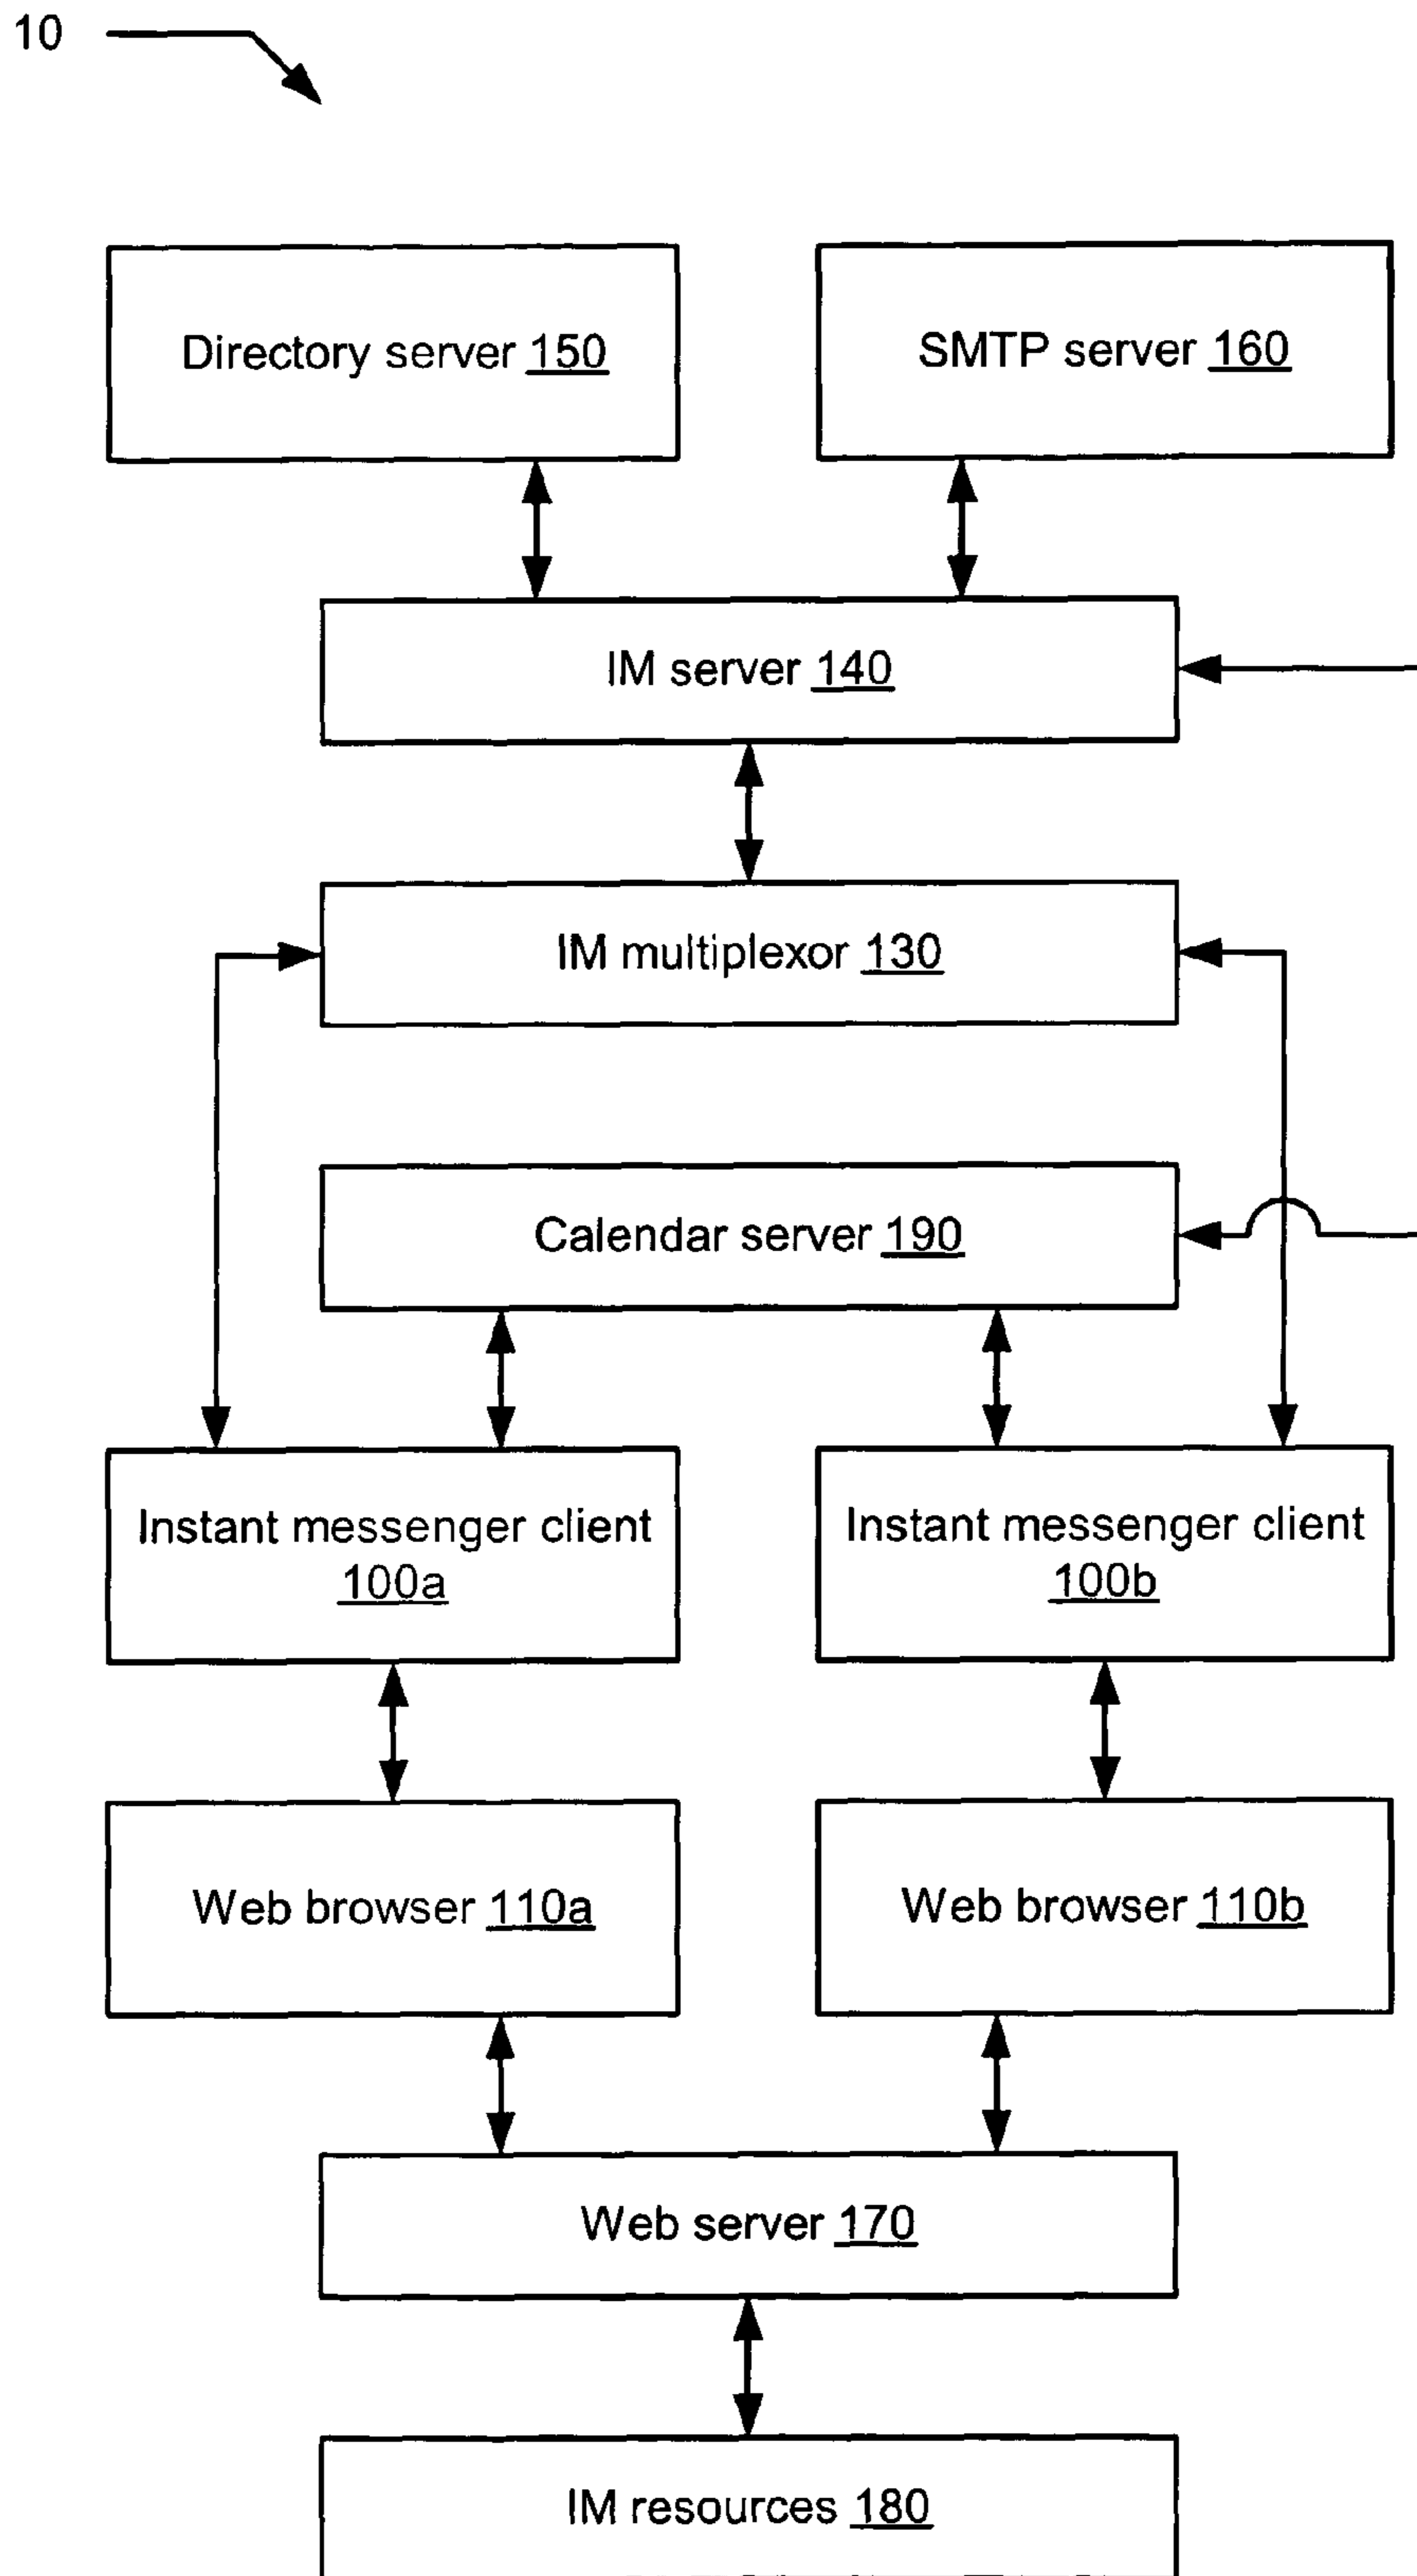 10
Directory server 150
SMTP server 160
IM server 140
IM multiplexor 130
Calendar server 190
Instant messenger client
100a
Instant messenger client
100b
Web browser 110a
Web browser 110b
Web server 170
IM resources 180